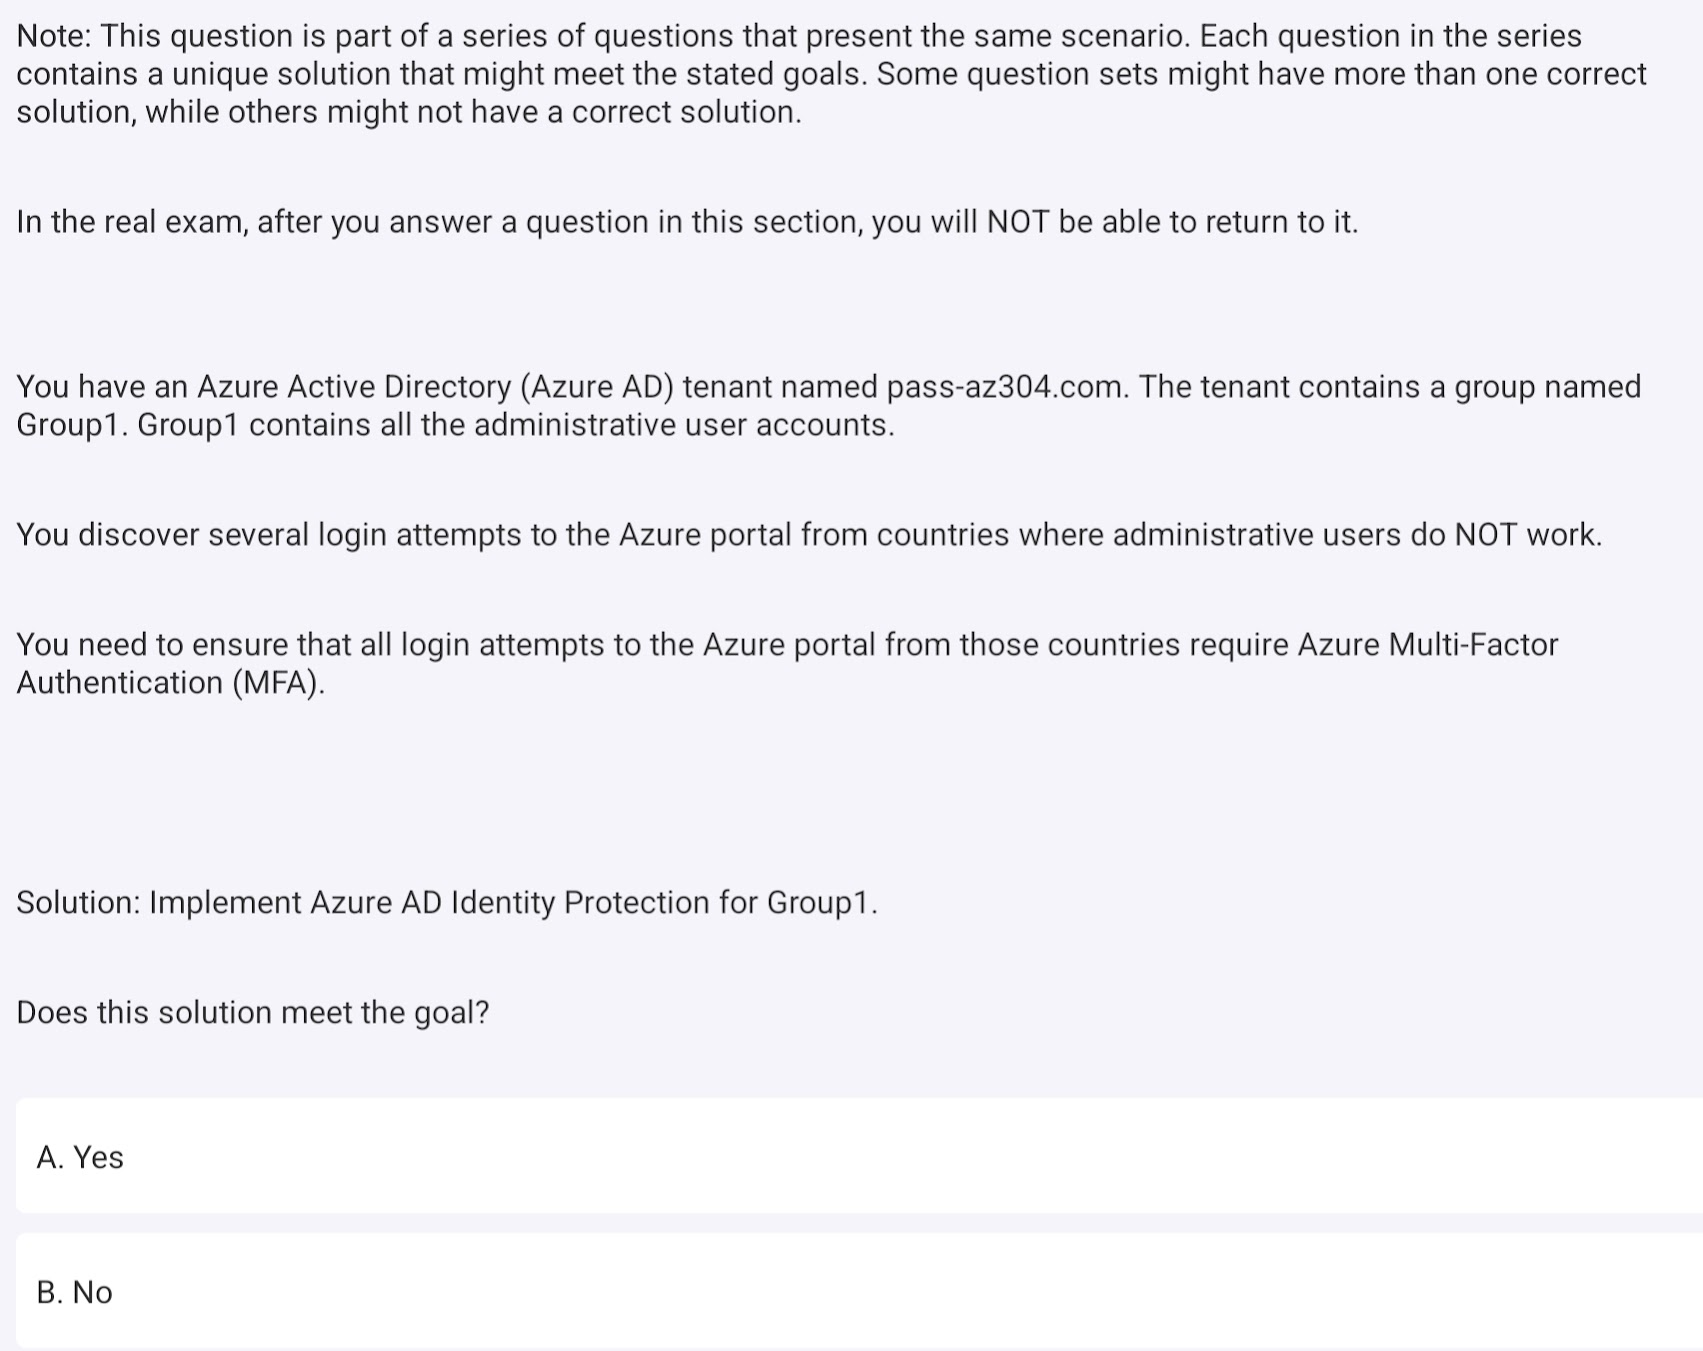 Note: This question is part of a series of questions that present the same scenario. Each question in the series
contains a unique solution that might meet the stated goals. Some question sets might have more than one correct
solution, while others might not have a correct solution.
In the real exam, after you answer a question in this section, you will NOT be able to return to it.
You have an Azure Active Directory (Azure AD) tenant named pass-az304.com. The tenant contains a group named
Group1. Group1 contains all the administrative user accounts.
You discover several login attempts to the Azure portal from countries where administrative users do NOT work.
You need to ensure that all login attempts to the Azure portal from those countries require Azure Multi-Factor
Authentication (MFA).
Solution: Implement Azure AD Identity Protection for Group1.
Does this solution meet the goal?
A. Yes
B. No